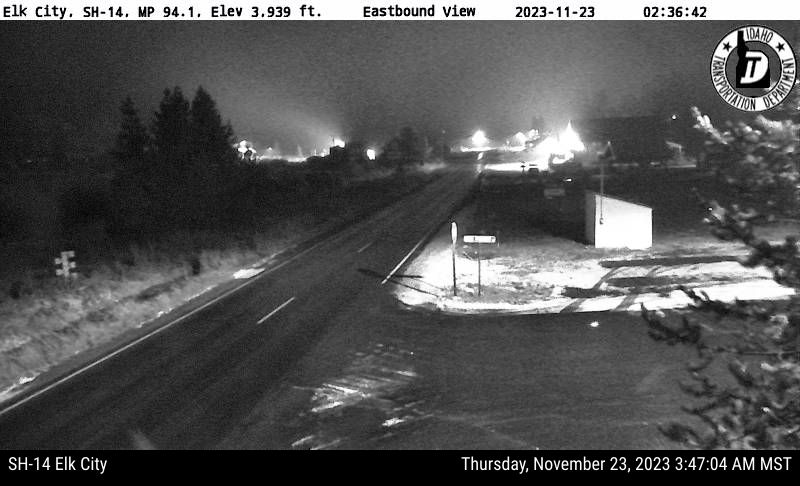 Elk City, SH-14, MP 94.1, Elev 3,939 ft. Eastbound View 2023-11-23 02:36:42
IDAHO
TRANSPORTATION DEPARTMENT
SH-14 Elk City Thursday, November 23, 2023 3:47:04 AM MST